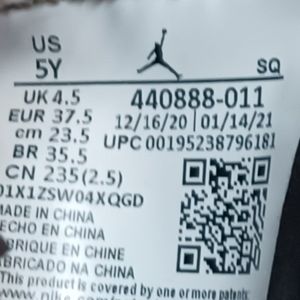 US
5Y
SQ
UK 4.5
440888-011
EUR 37.5
12/16/20 | 01/14/21
cm 23.5
UPC 00195238796181
BR 35.5
CN 235(2.5)
01X1ZSW04XQGD
MADE IN CHINA
HECHO EN CHINA
FABRIQUE EN CHINE
FABRICADO NA CHINA
This product is covered by one or more patents